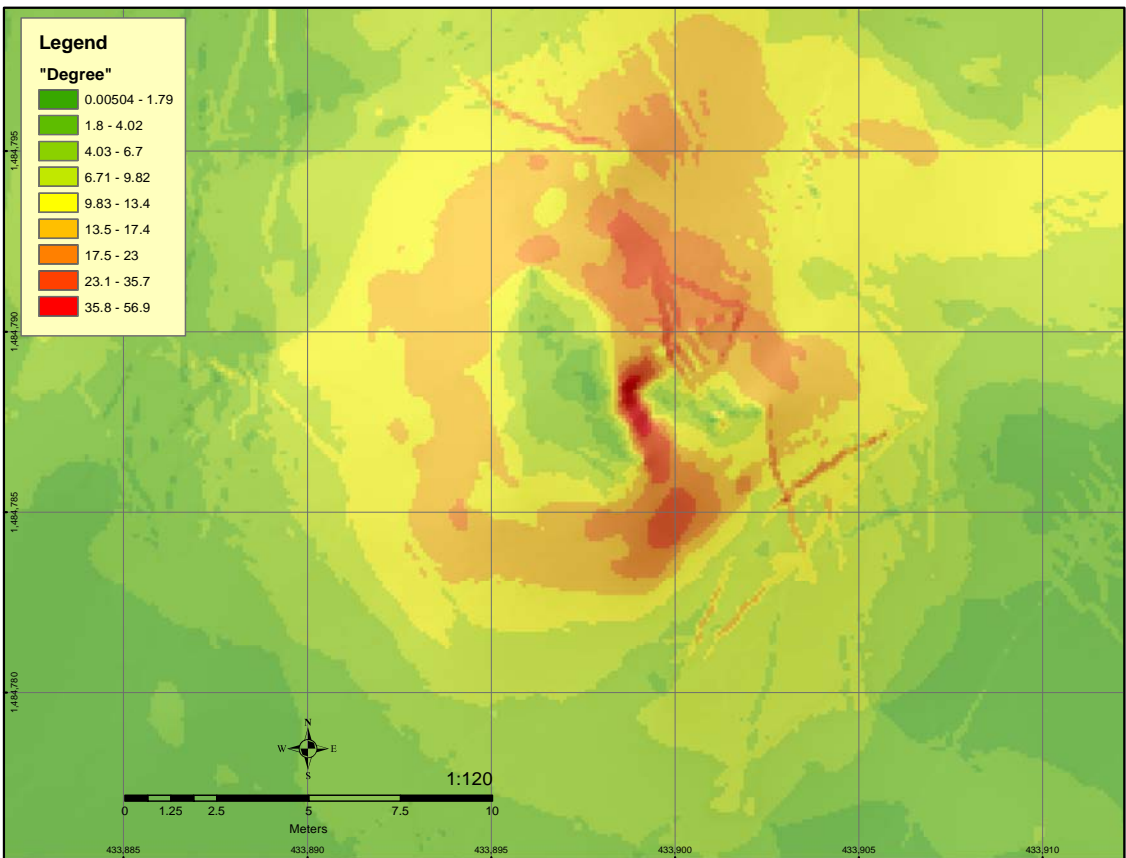 Legend
"Degree"
0.00504 - 1.79
1.8 - 4.02
4.03 - 6.7
6.71 - 9.82
9.83 - 13.4
13.5 - 17.4
17.5 - 23
23.1 - 35.7
35.8 - 56.9
1,484,795
1,484,790
1,484,785
1,484,780
N
W E
S
1:120
0 1.25 2.5 5 7.5 10
Meters
433,885 433,890 433,895 433,900 433,905 433,910